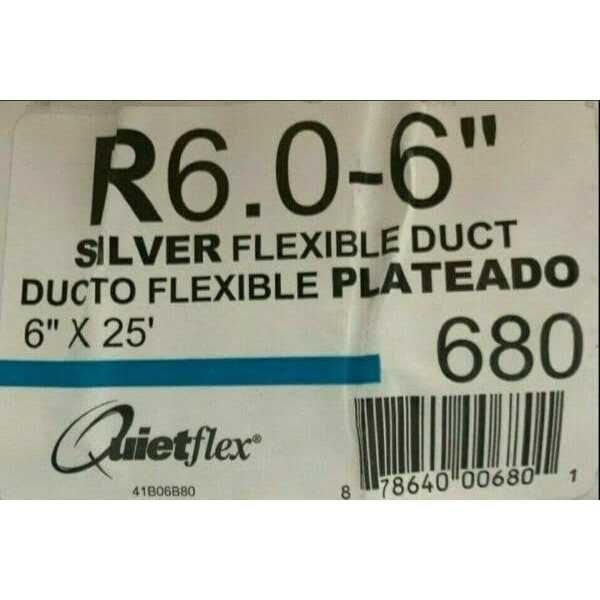 R6.0-6"
SILVER FLEXIBLE DUCT
DUCTO FLEXIBLE PLATEADO
6" X 25'
680
Quietflex®
41B06B80
8 78640 00680 1